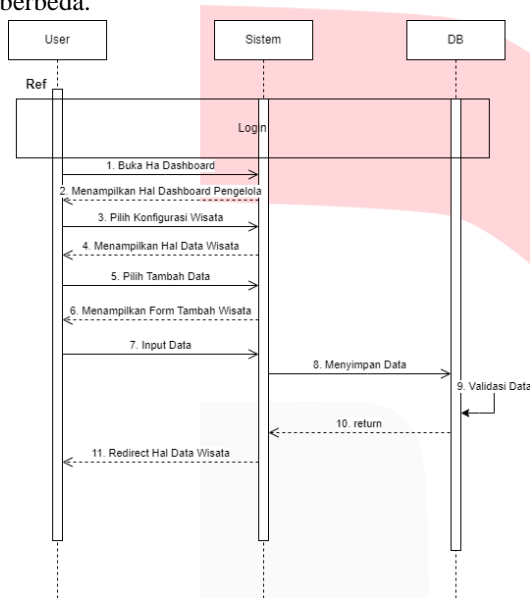 berbeda.
User
Sistem
DB
Ref
Login
1. Buka Ha Dashboard
2. Menampilkan Hal Dashboard Pengelola
3. Pilih Konfigurasi Wisata
4. Menampilkan Hal Data Wisata
5. Pilih Tambah Data
6. Menampilkan Form Tambah Wisata
7. Input Data
8. Menyimpan Data
9. Validasi Data
10. return
11. Redirect Hal Data Wisata